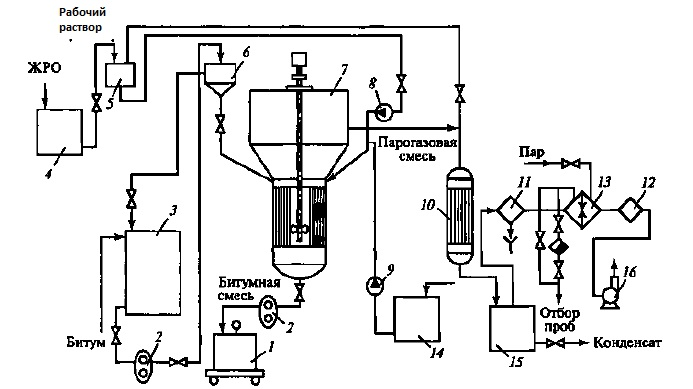 Рабочий
раствор
ЖРО
4
5
6
7
8
Парогазовая
смесь
Пар
11
13
12
10
3
9
16
Битумная
смесь
Битум
2
2
1
14
15
Отбор
проб
Конденсат